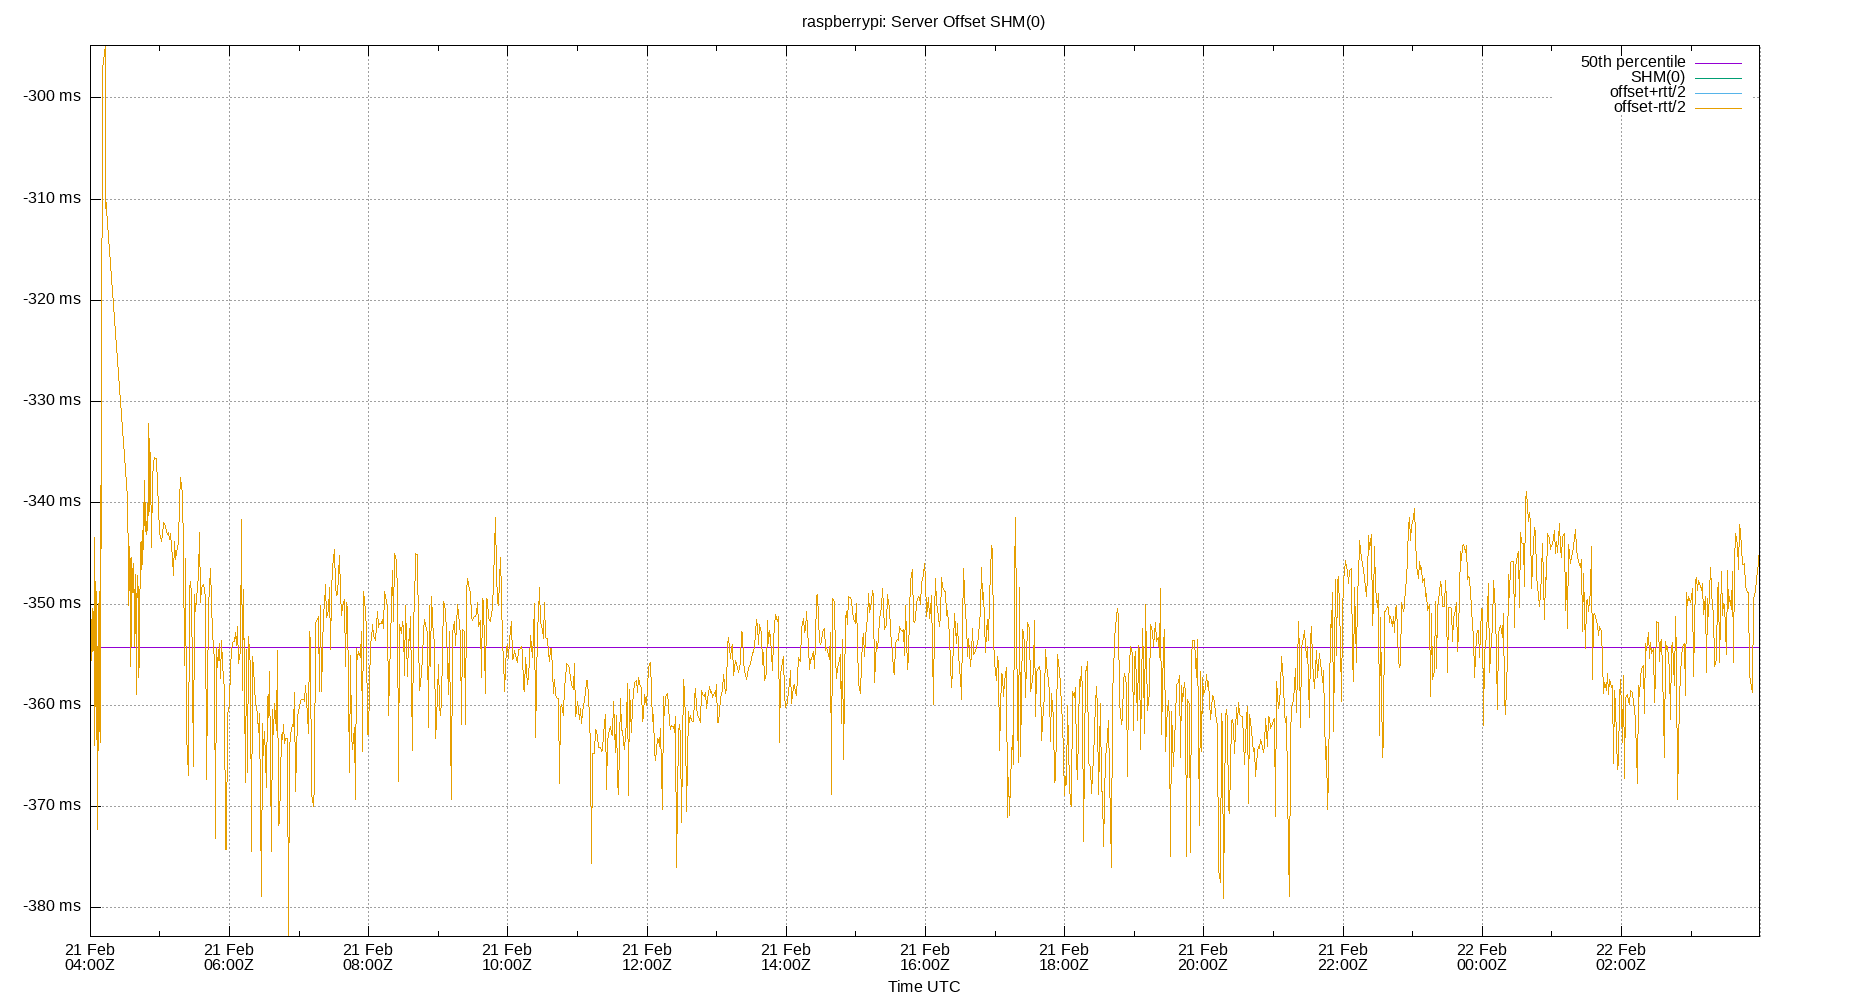 raspberrypi: Server Offset SHM(0)
50th percentile
SHM(0)
offset+rtt/2
offset-rtt/2
-300 ms
-310 ms
-320 ms
-330 ms
-340 ms
-350 ms
-360 ms
-370 ms
-380 ms
21 Feb 21 Feb 21 Feb 21 Feb 21 Feb 21 Feb 21 Feb 21 Feb 21 Feb 21 Feb 22 Feb 22 Feb
04:00Z 06:00Z 08:00Z 10:00Z 12:00Z 14:00Z 16:00Z 18:00Z 20:00Z 22:00Z 00:00Z 02:00Z
Time UTC